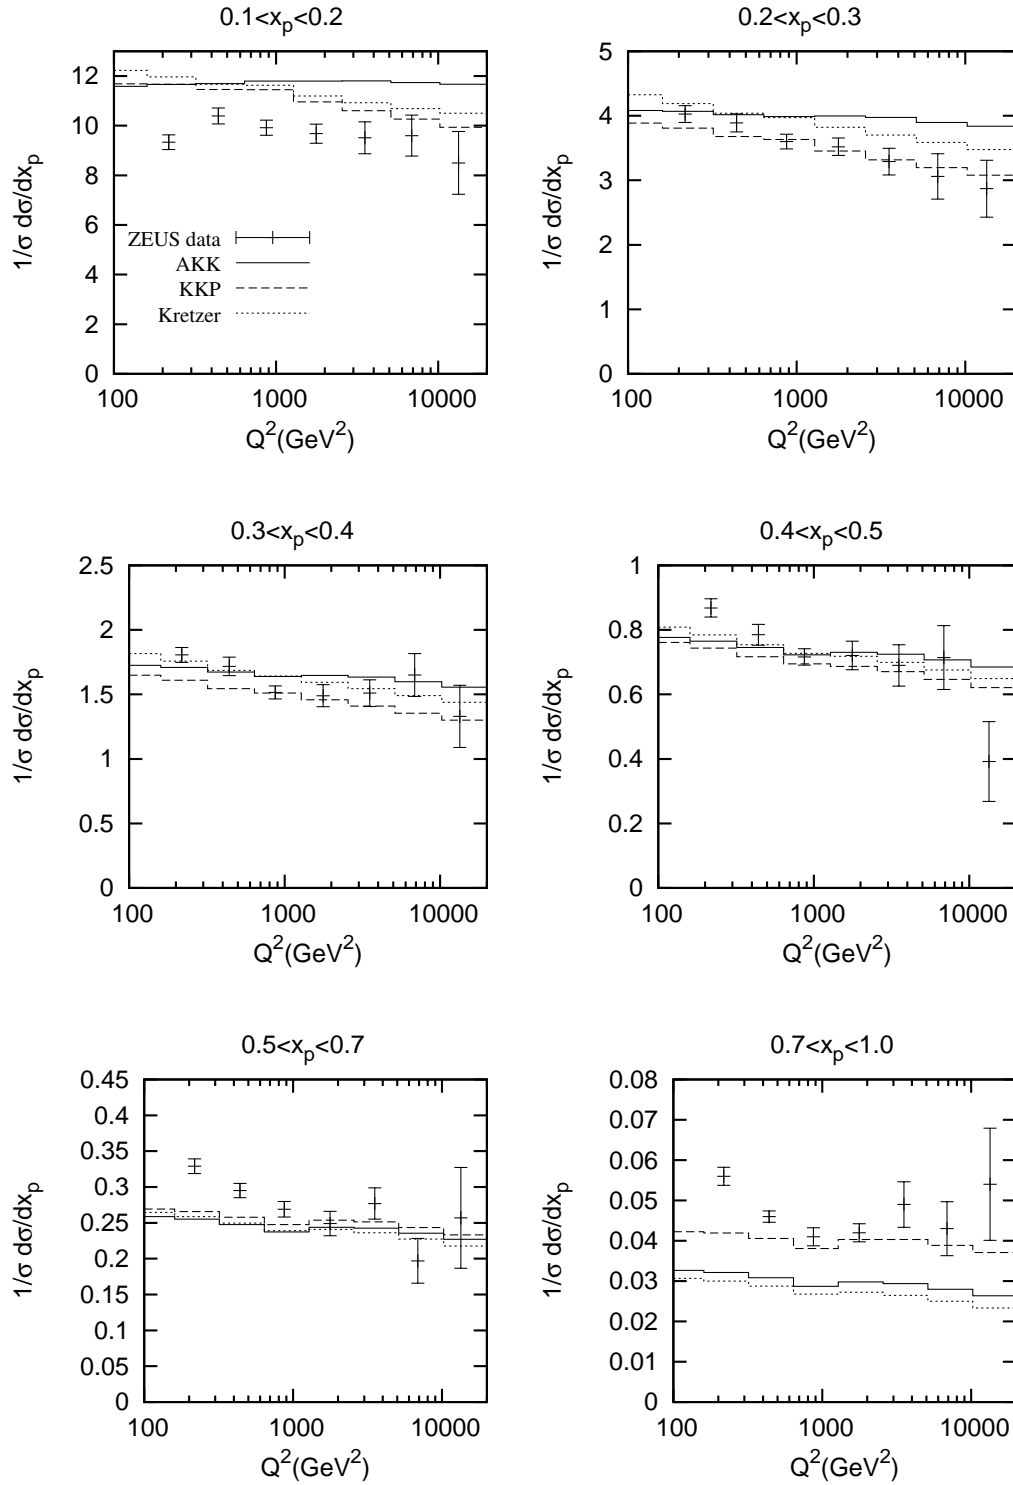 0.1<x_p<0.2
1/σ dσ/dx_p
12
10
8
6
4
2
0
ZEUS data
AKK
KKP
Kretzer
100 1000 10000
Q^2(GeV^2)
0.2<x_p<0.3
1/σ dσ/dx_p
5
4
3
2
1
0
100 1000 10000
Q^2(GeV^2)
0.3<x_p<0.4
1/σ dσ/dx_p
2.5
2
1.5
1
0.5
0
100 1000 10000
Q^2(GeV^2)
0.4<x_p<0.5
1/σ dσ/dx_p
1
0.8
0.6
0.4
0.2
0
100 1000 10000
Q^2(GeV^2)
0.5<x_p<0.7
1/σ dσ/dx_p
0.45
0.4
0.35
0.3
0.25
0.2
0.15
0.1
0.05
0
100 1000 10000
Q^2(GeV^2)
0.7<x_p<1.0
1/σ dσ/dx_p
0.08
0.07
0.06
0.05
0.04
0.03
0.02
0.01
0
100 1000 10000
Q^2(GeV^2)